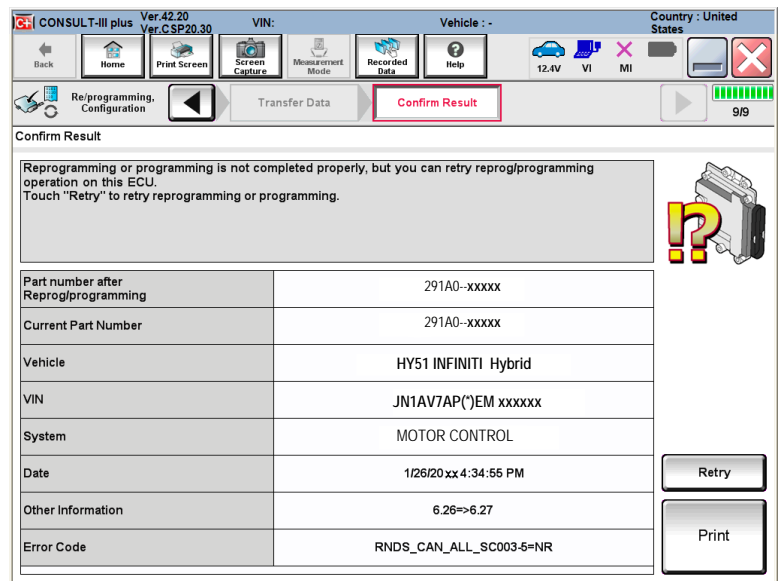 C+ CONSULT-III plus Ver.42.20 VIN: Vehicle : - Country : United
Ver.CSP20.30 States
Back Home Print Screen Screen Capture Measurement Mode Recorded Data Help 12.4V VI MI
Re/programming, Configuration Transfer Data Confirm Result 9/9
Confirm Result
Reprogramming or programming is not completed properly, but you can retry reprog/programming
operation on this ECU.
Touch "Retry" to retry reprogramming or programming.
!?
Part number after
Reprog/programming
291A0--xxxxx
Current Part Number
291A0--xxxxx
Vehicle
HY51 INFINITI Hybrid
VIN
JN1AV7AP(*)EM xxxxxx
System
MOTOR CONTROL
Date
1/26/20xx 4:34:55 PM
Other Information
6.26=>6.27
Error Code
RNDS_CAN_ALL_SC003-5=NR
Retry
Print